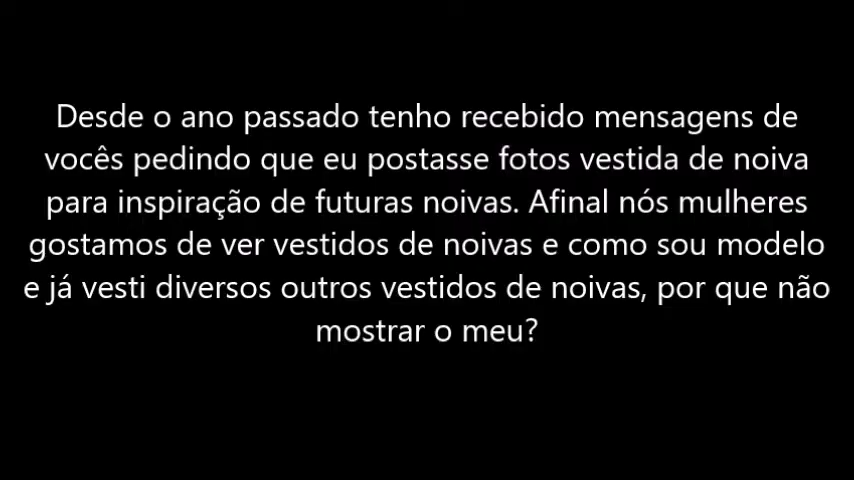 Desde o ano passado tenho recebido mensagens de
vocês pedindo que eu postasse fotos vestida de noiva
para inspiração de futuras noivas. Afinal nós mulheres
gostamos de ver vestidos de noivas e como sou modelo
e já vesti diversos outros vestidos de noivas, por que não
mostrar o meu?